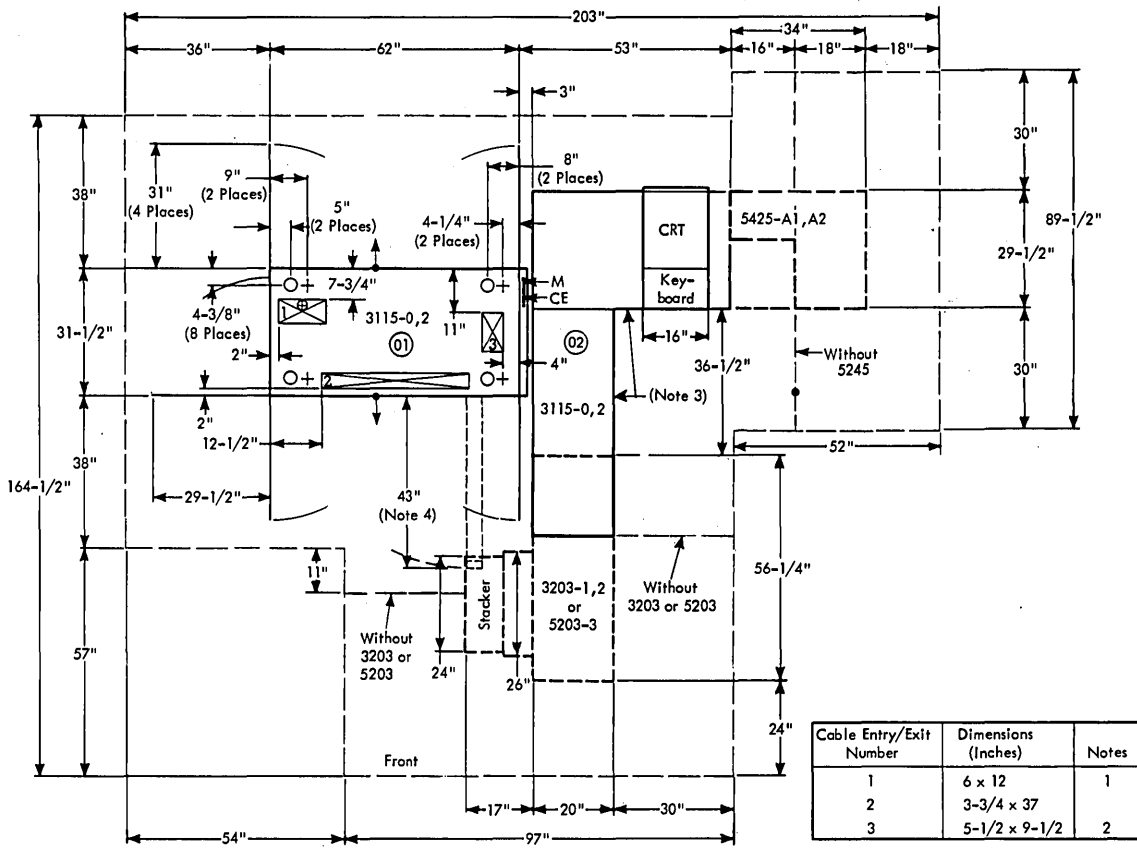 203"
34"
36"
62"
53"
16"
18"
18"
3"
30"
38"
31"
(4 Places)
9"
(2 Places)
5"
(2 Places)
8"
(2 Places)
4-1/4"
(2 Places)
CRT
5425-A1, A2
29-1/2"
89-1/2"
7-3/4"
M
CE
Key-
board
4-3/8"
(8 Places)
1
3115-0,2
01
11"
3
02
16"
31-1/2"
2"
4"
36-1/2"
Without
5245
30"
2
3115-0,2
(Note 3)
2"
12-1/2"
52"
38"
164-1/2"
29-1/2"
43"
(Note 4)
11"
56-1/4"
Without
3203 or 5203
3203-1,2
or
5203-3
Stacker
Without
3203 or
5203
57"
24"
26"
24"
Front
17"
20"
30"
54"
97"
Cable Entry/Exit Number Dimensions (Inches) Notes
1 6 x 12 1
2 3-3/4 x 37
3 5-1/2 x 9-1/2 2